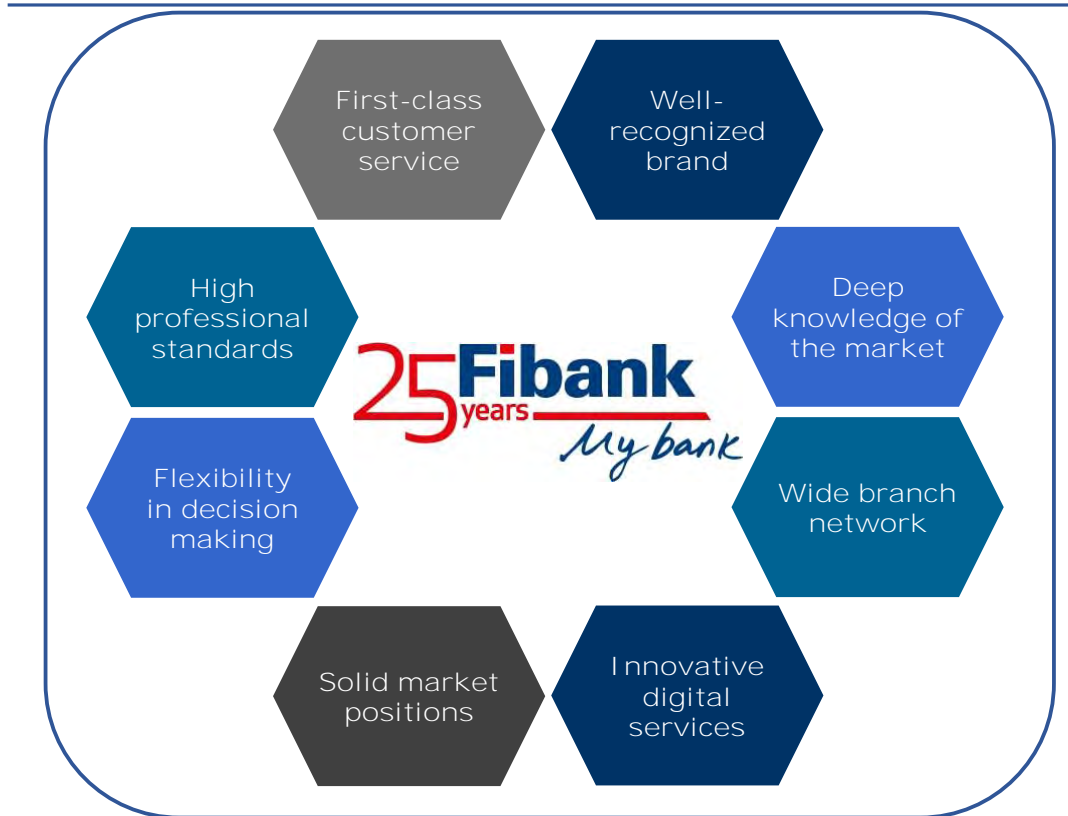 First-class
customer
service
Well-
recognized
brand
High
professional
standards
Deep
knowledge of
the market
25 Fibank
years
My bank
Flexibility
in decision
making
Wide branch
network
Solid market
positions
Innovative
digital
services